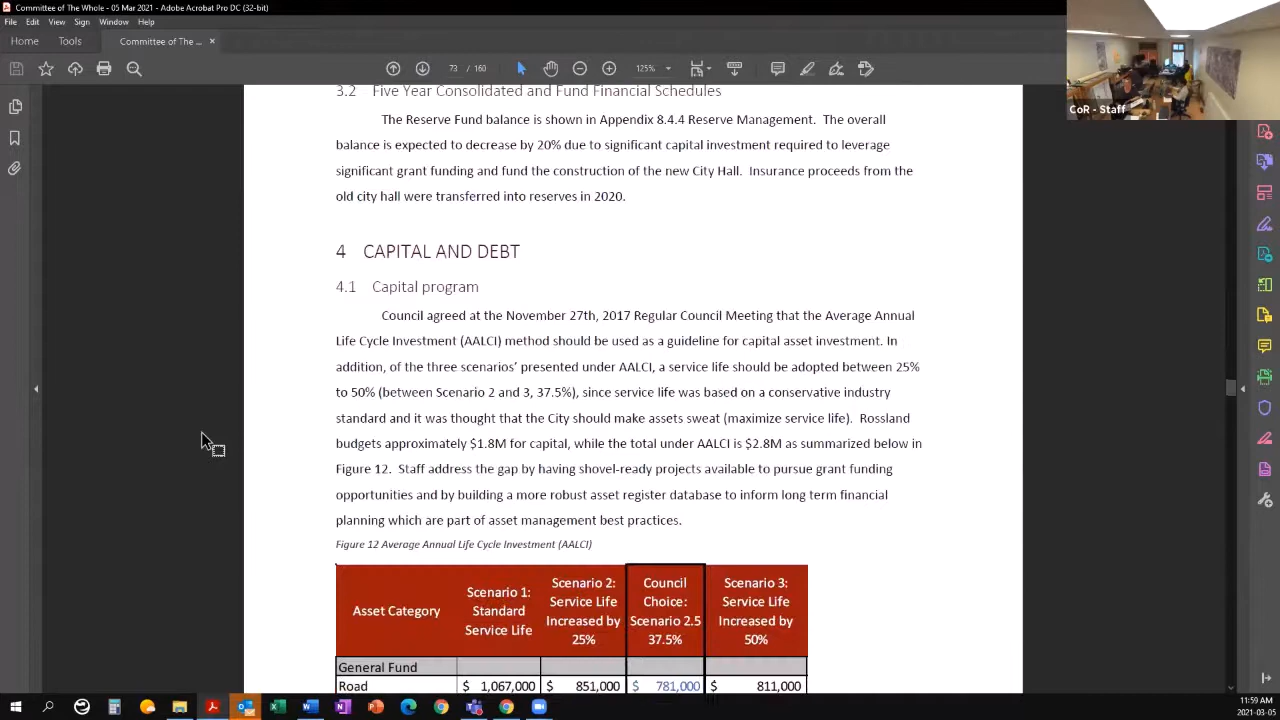 Committee of The Whole - 05 Mar 2021 - Adobe Acrobat Pro DC (32-bit)
File Edit View Sign Window Help
Home Tools Committee of The ... ×
73 / 160 125%
CoR - Staff
3.2 Five Year Consolidated and Fund Financial Schedules
The Reserve Fund balance is shown in Appendix 8.4.4 Reserve Management. The overall
balance is expected to decrease by 20% due to significant capital investment required to leverage
significant grant funding and fund the construction of the new City Hall. Insurance proceeds from the
old city hall were transferred into reserves in 2020.
4 CAPITAL AND DEBT
4.1 Capital program
Council agreed at the November 27th, 2017 Regular Council Meeting that the Average Annual
Life Cycle Investment (AALCI) method should be used as a guideline for capital asset investment. In
addition, of the three scenarios' presented under AALCI, a service life should be adopted between 25%
to 50% (between Scenario 2 and 3, 37.5%), since service life was based on a conservative industry
standard and it was thought that the City should make assets sweat (maximize service life). Rossland
budgets approximately $1.8M for capital, while the total under AALCI is $2.8M as summarized below in
Figure 12. Staff address the gap by having shovel-ready projects available to pursue grant funding
opportunities and by building a more robust asset register database to inform long term financial
planning which are part of asset management best practices.
Figure 12 Average Annual Life Cycle Investment (AALCI)
Asset Category
Scenario 1:
Standard
Service Life
Scenario 2:
Service Life
Increased by
25%
Council
Choice:
Scenario 2.5
37.5%
Scenario 3:
Service Life
Increased by
50%
General Fund
Road $ 1,067,000 $ 851,000 $ 781,000 $ 811,000
11:59 AM
2021-03-05